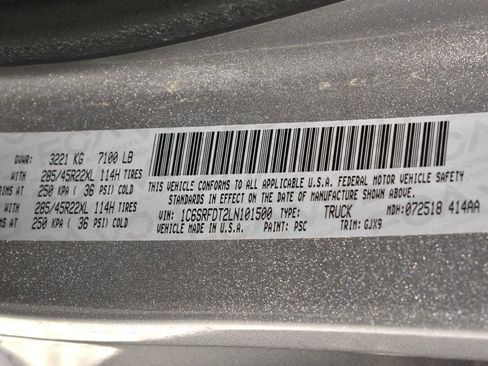 GVWR: 3221 KG 7100 LB
285/45R22XL 114H TIRES
RIMS AT 250 KPA ( 36 PSI) COLD
285/45R22XL 114H TIRES
RIMS AT 250 KPA ( 36 PSI) COLD
THIS VEHICLE CONFORMS TO ALL APPLICABLE U.S.A. FEDERAL MOTOR VEHICLE SAFETY
STANDARDS IN EFFECT ON THE DATE OF MANUFACTURE SHOWN ABOVE.
VIN: 1C6SRFDT2LN101500 TYPE: TRUCK MDH: 072518 414AA
VEHICLE MADE IN U.S.A. PAINT: PSC TRIM: GJX9